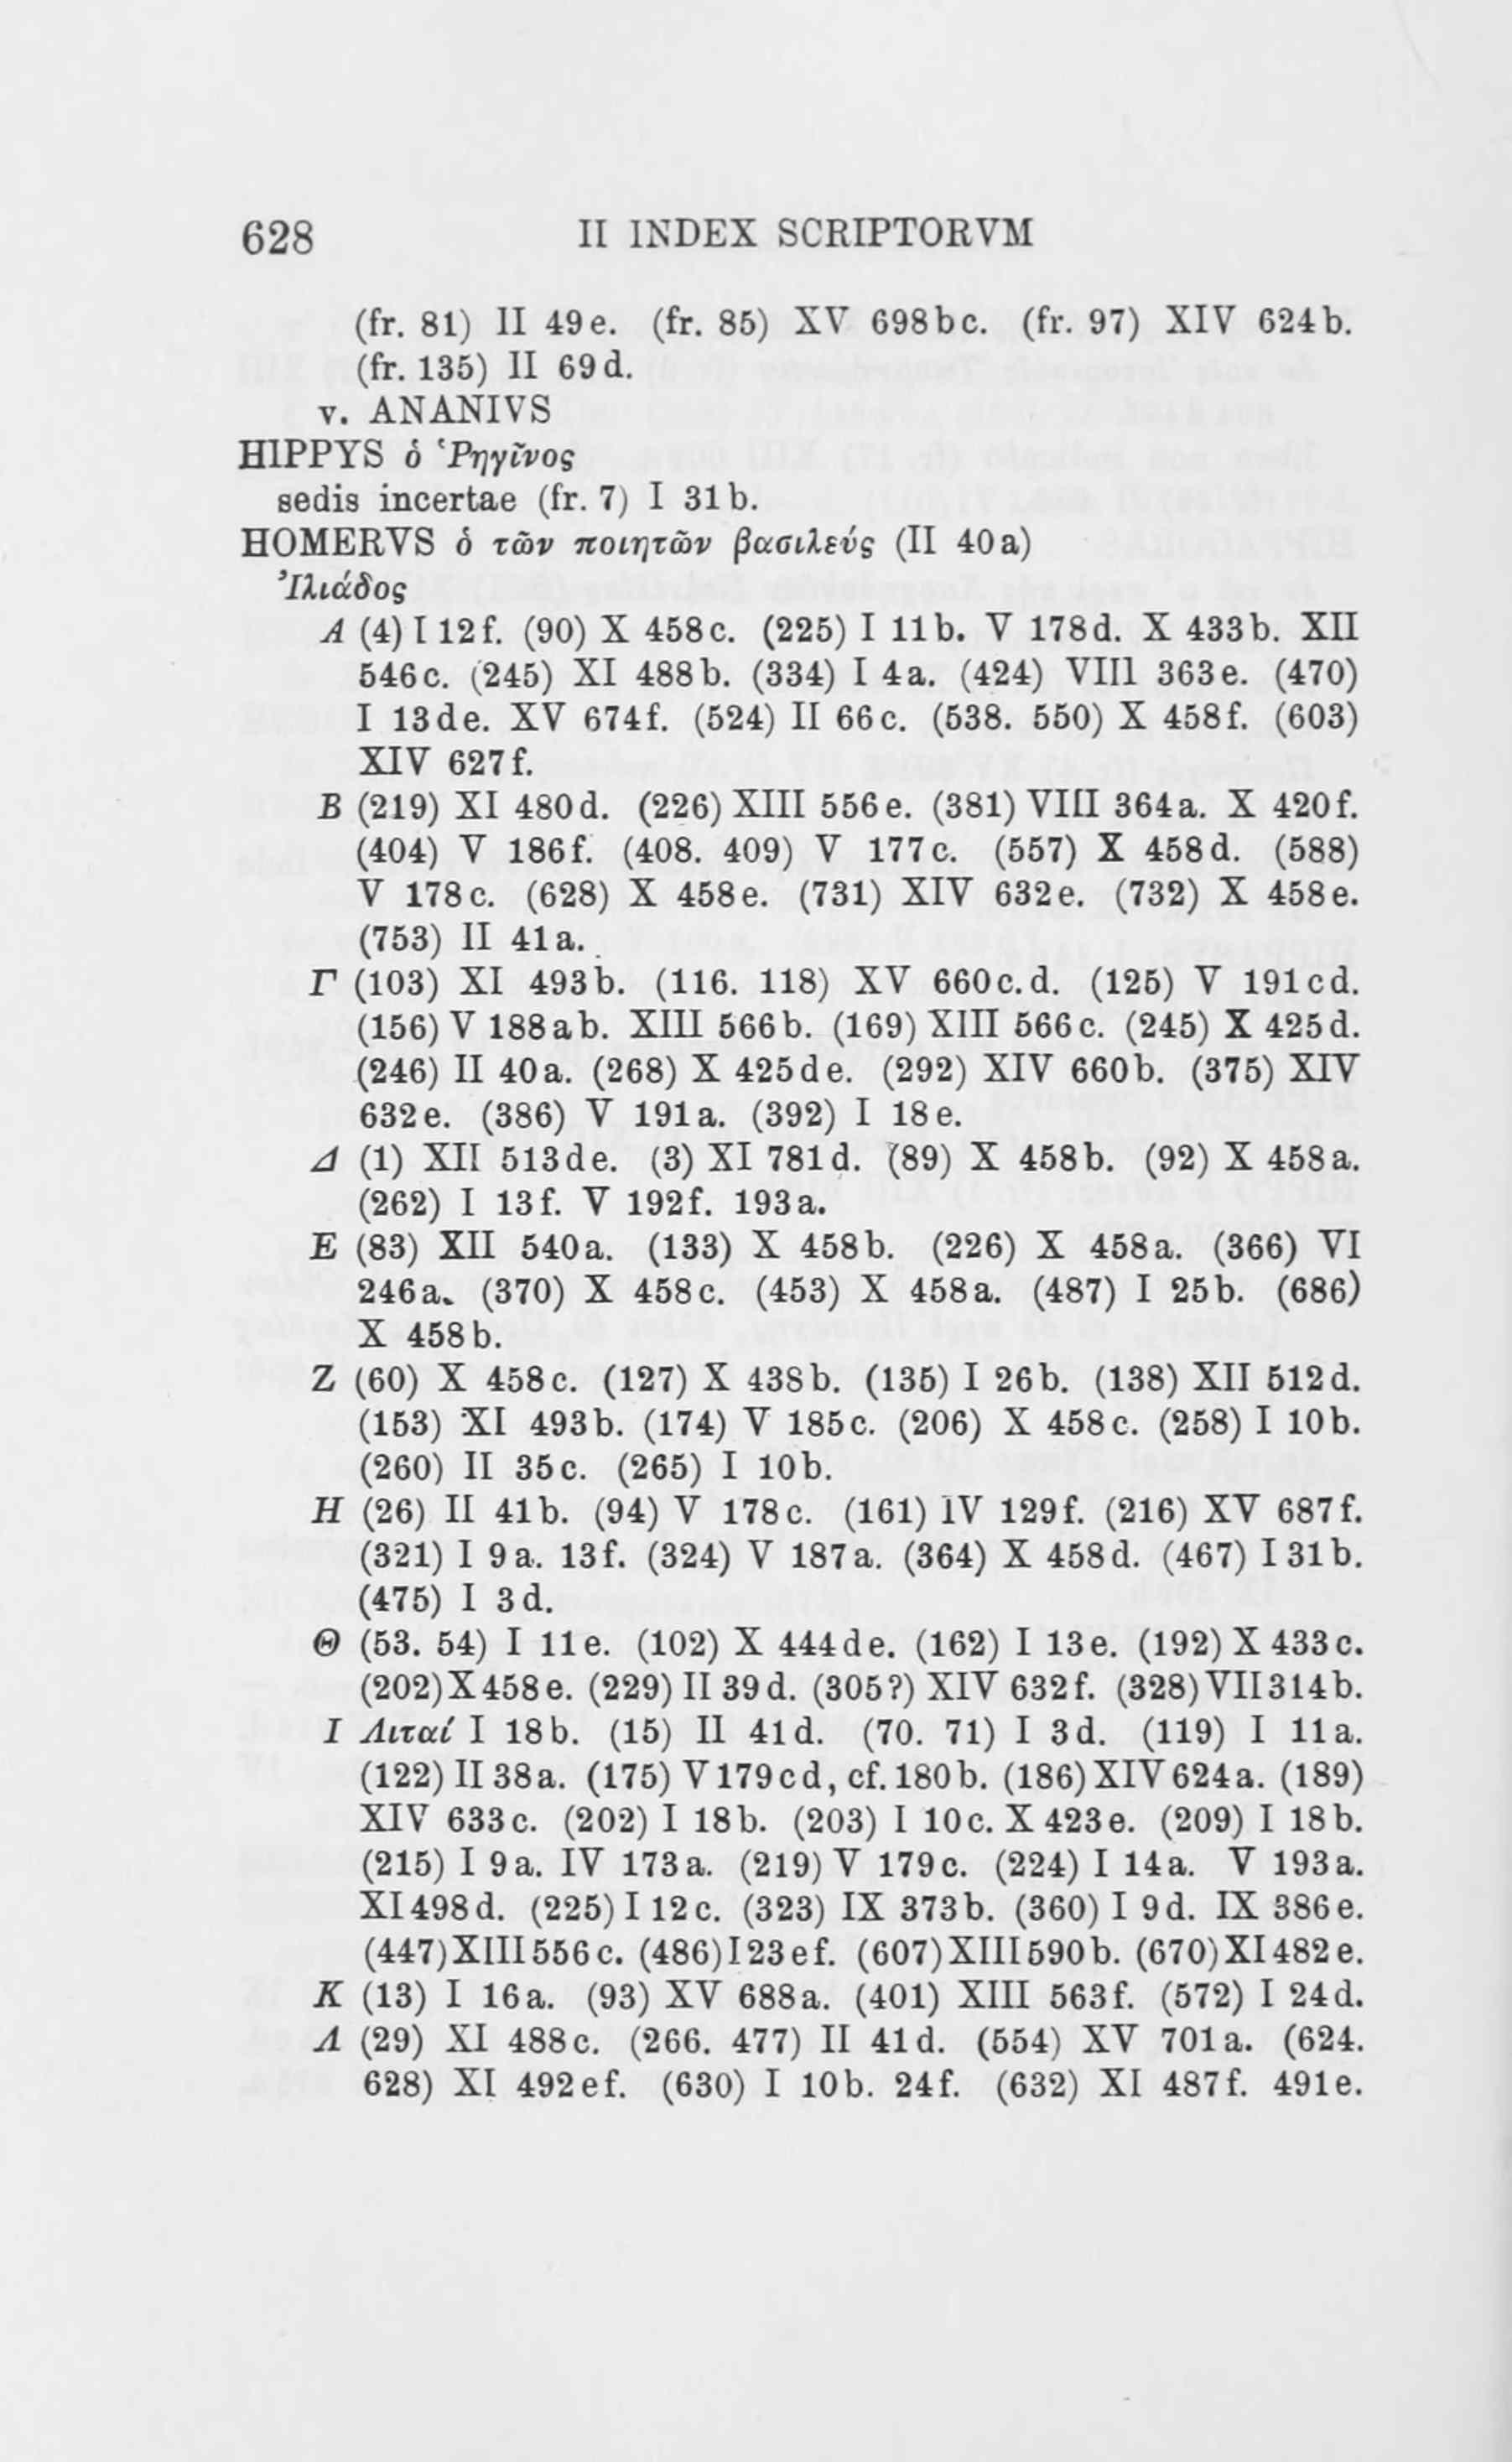 628 II INDEX SCRIPTORVM
(fr. 81) II 49e. (fr. 85) XV 698bc. (fr. 97) XIV 624b.
(fr. 135) II 69d.
v. ANANIVS
HIPPYS ὁ Ῥηγῖνος
sedis incertae (fr. 7) I 31b.
HOMERVS ὁ τῶν ποιητῶν βασιλεύς (II 40a)
Ἰλιάδος
Α (4) I 12f. (90) X 458c. (225) I 11b. V 178d. X 433b. XII
546c. (245) XI 488b. (334) I 4a. (424) VIII 363e. (470)
I 13de. XV 674f. (524) II 66c. (538. 550) X 458f. (603)
XIV 627f.
Β (219) XI 480d. (226) XIII 556e. (381) VIII 364a. X 420f.
(404) V 186f. (408. 409) V 177c. (557) X 458d. (588)
V 178c. (628) X 458e. (731) XIV 632e. (732) X 458e.
(753) II 41a.
Γ (103) XI 493b. (116. 118) XV 660c.d. (125) V 191cd.
(156) V 188ab. XIII 566b. (169) XIII 566c. (245) X 425d.
(246) II 40a. (268) X 425de. (292) XIV 660b. (375) XIV
632e. (386) V 191a. (392) I 18e.
Δ (1) XII 513de. (3) XI 781d. (89) X 458b. (92) X 458a.
(262) I 13f. V 192f. 193a.
Ε (83) XII 540a. (133) X 458b. (226) X 458a. (366) VI
246a. (370) X 458c. (453) X 458a. (487) I 25b. (686)
X 458b.
Ζ (60) X 458c. (127) X 438b. (135) I 26b. (138) XII 512d.
(153) XI 493b. (174) V 185c. (206) X 458c. (258) I 10b.
(260) II 35c. (265) I 10b.
Η (26) II 41b. (94) V 178c. (161) IV 129f. (216) XV 687f.
(321) I 9a. 13f. (324) V 187a. (364) X 458d. (467) I 31b.
(475) I 3d.
Θ (53. 54) I 11e. (102) X 444de. (162) I 13e. (192) X 433c.
(202) X 458e. (229) II 39d. (305?) XIV 632f. (328) VII 314b.
Ι Λιταί I 18b. (15) II 41d. (70. 71) I 3d. (119) I 11a.
(122) II 38a. (175) V 179cd, cf. 180b. (186) XIV 624a. (189)
XIV 633c. (202) I 18b. (203) I 10c. X 423e. (209) I 18b.
(215) I 9a. IV 173a. (219) V 179c. (224) I 14a. V 193a.
XI 498d. (225) I 12c. (323) IX 373b. (360) I 9d. IX 386e.
(447) XIII 556c. (486) I 23ef. (607) XIII 590b. (670) XI 482e.
Κ (13) I 16a. (93) XV 688a. (401) XIII 563f. (572) I 24d.
Λ (29) XI 488c. (266. 477) II 41d. (554) XV 701a. (624.
628) XI 492ef. (630) I 10b. 24f. (632) XI 487f. 491e.